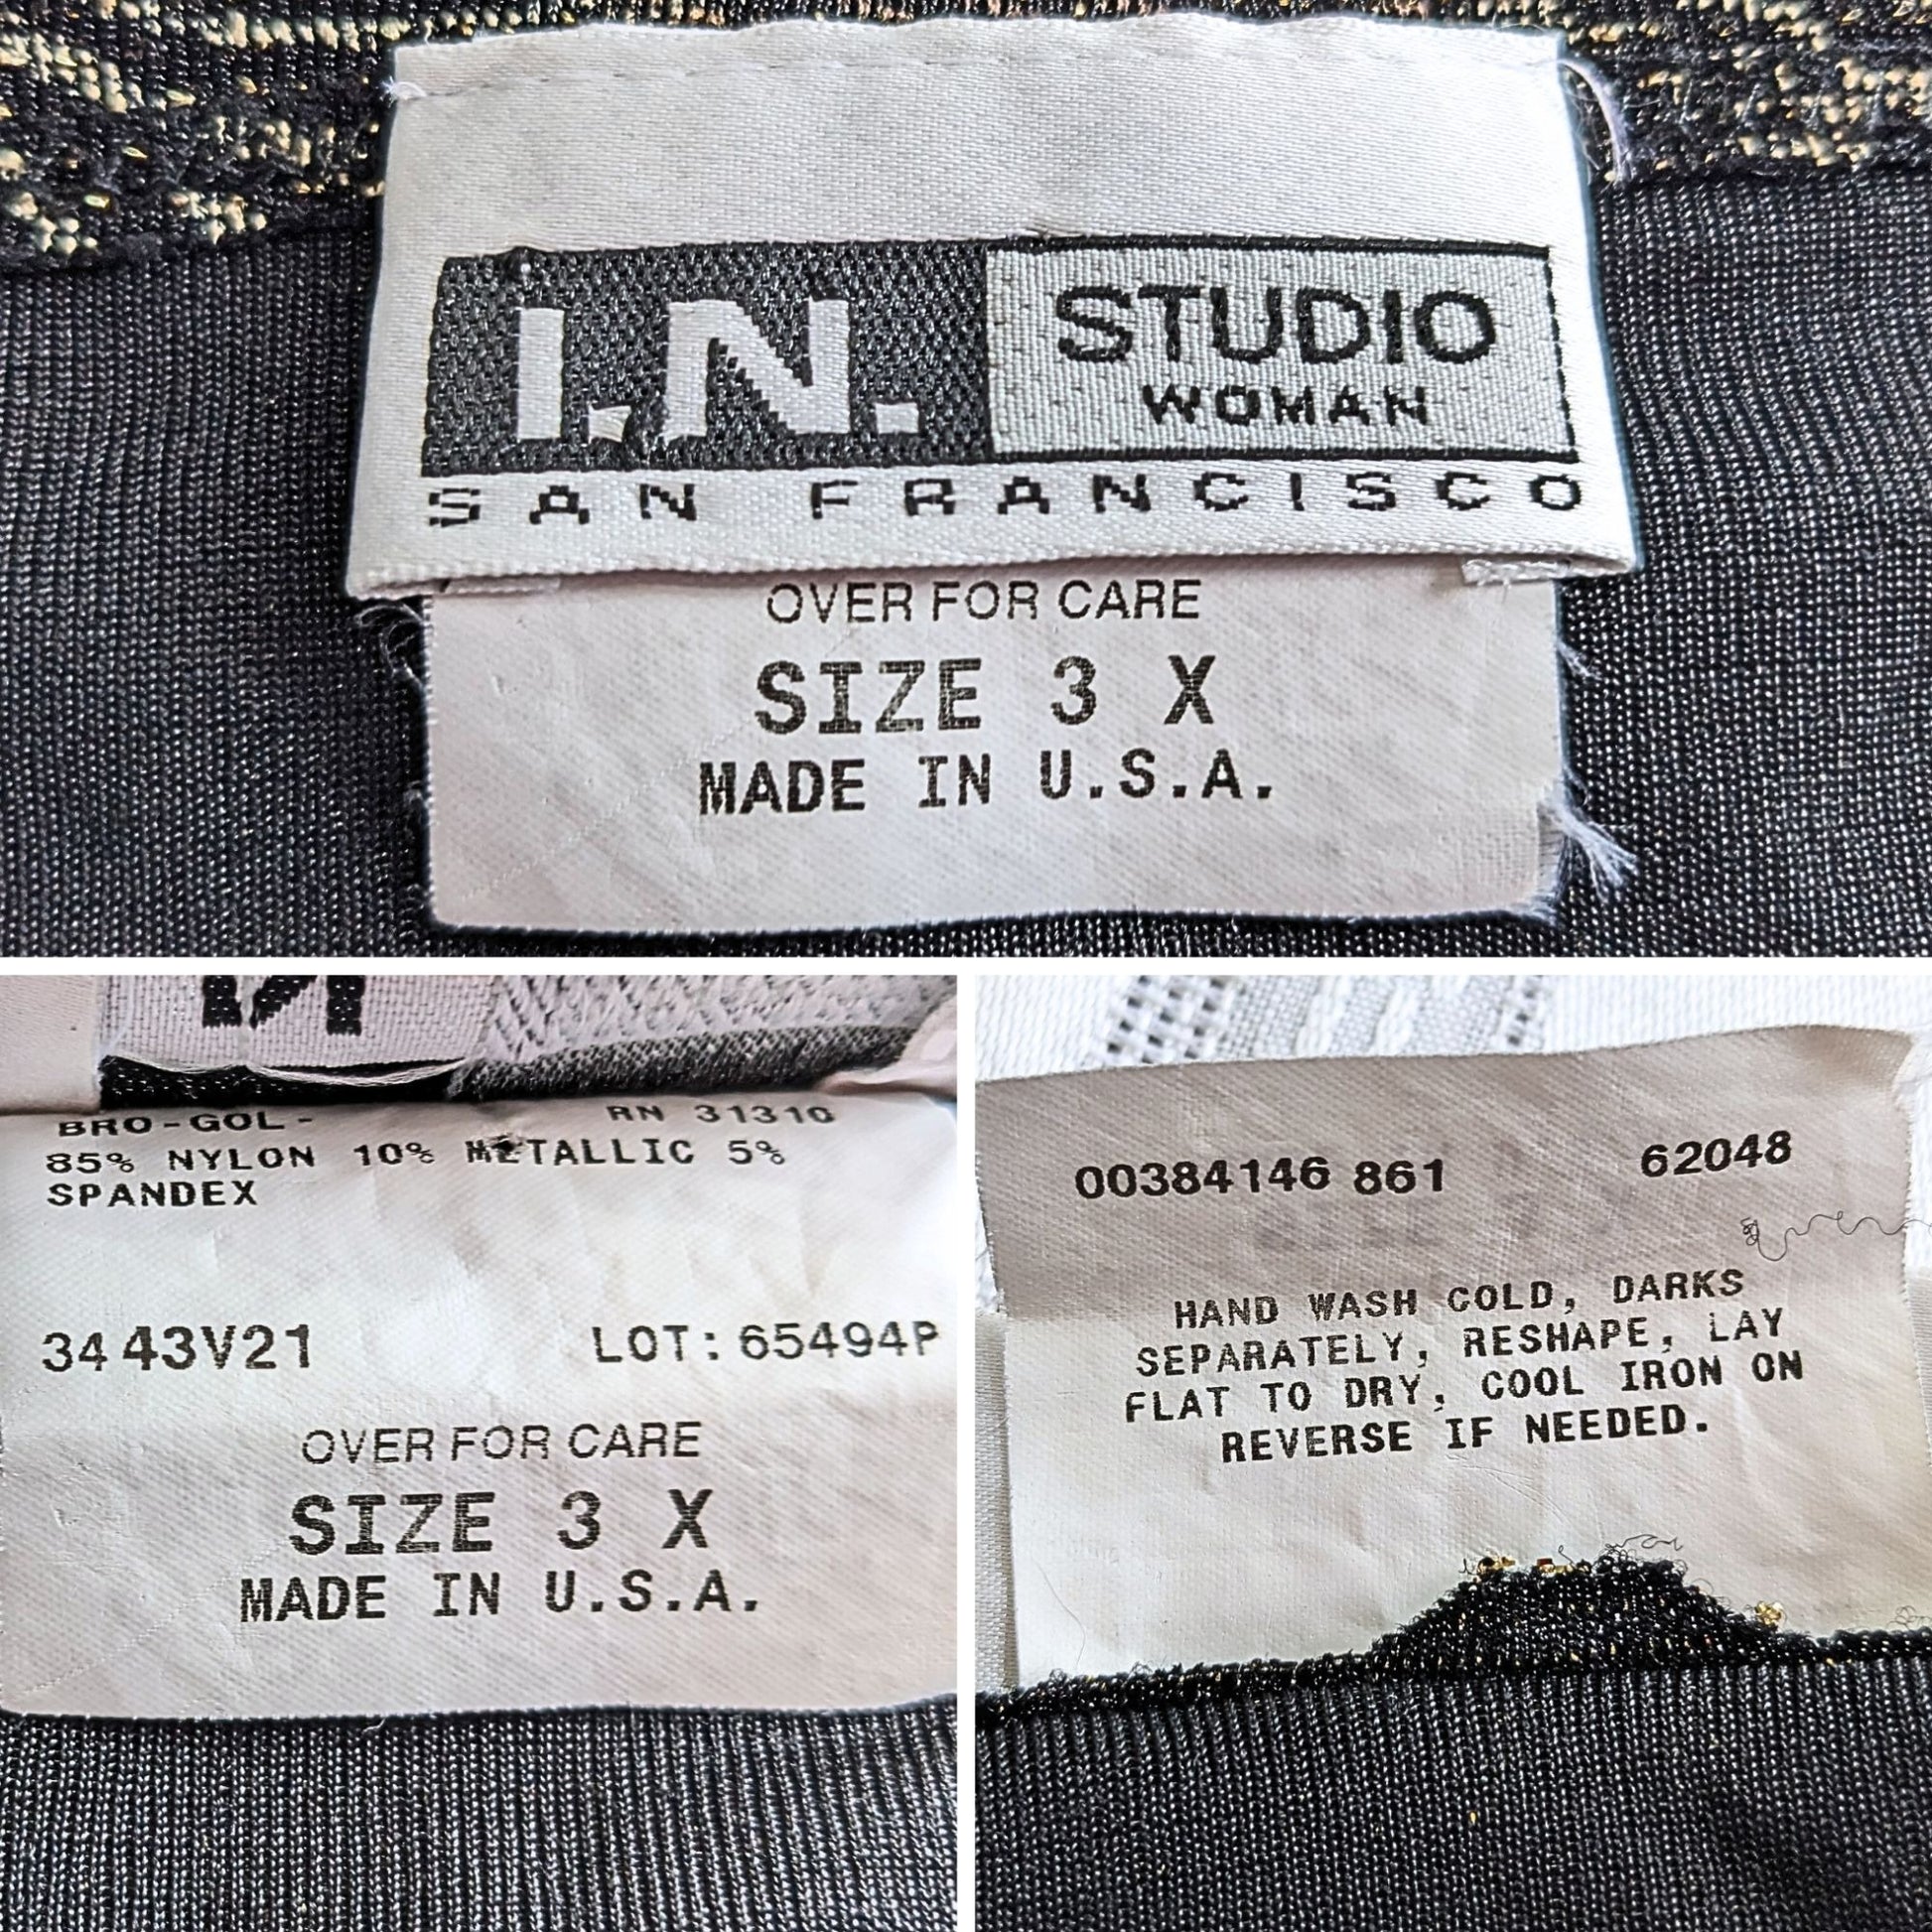 I.N. STUDIO
WOMAN
SAN FRANCISCO
OVER FOR CARE
SIZE 3 X
MADE IN U.S.A.
BRO-GOL- RN 31310
85% NYLON 10% METALLIC 5%
SPANDEX
3443V21 LOT: 65494P
OVER FOR CARE
SIZE 3 X
MADE IN U.S.A.
00384146 861 62048
HAND WASH COLD, DARKS
SEPARATELY, RESHAPE, LAY
FLAT TO DRY, COOL IRON ON
REVERSE IF NEEDED.